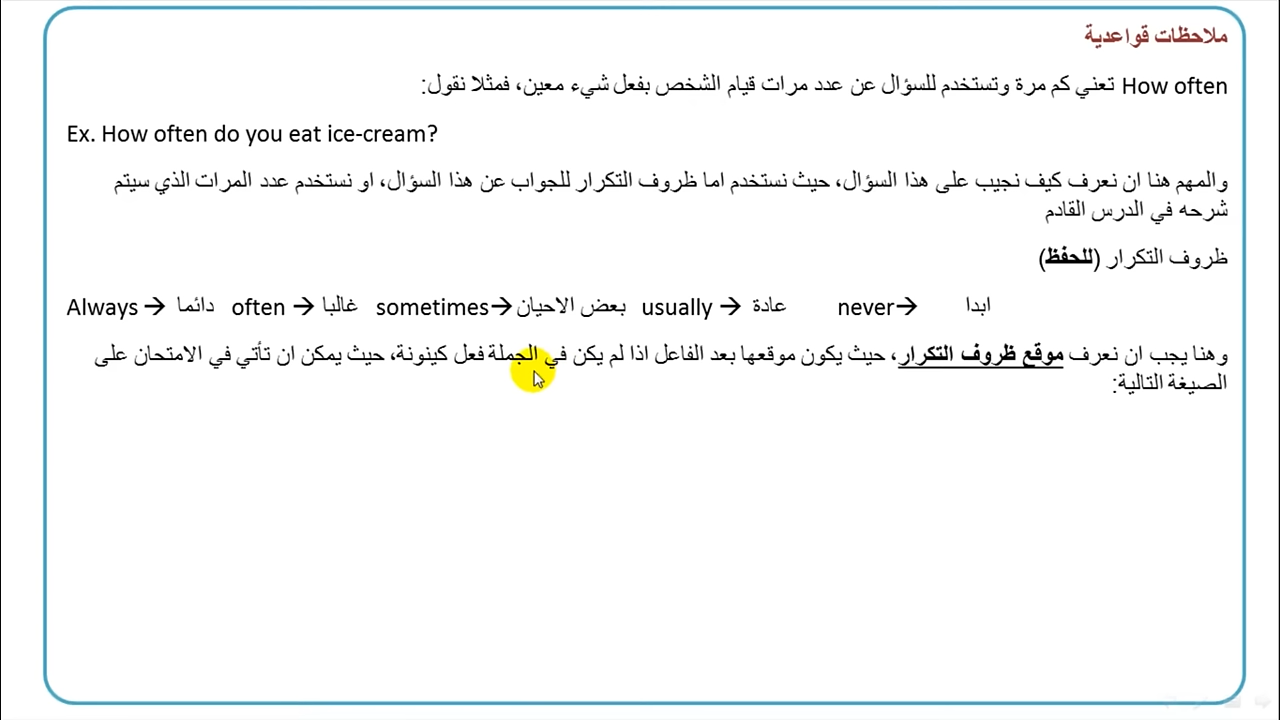 ملاحظات قواعدية
How often تعني كم مرة وتستخدم للسؤال عن عدد مرات قيام الشخص بفعل شيء معين، فمثلا نقول:
Ex. How often do you eat ice-cream?
والمهم هنا ان نعرف كيف نجيب على هذا السؤال، حيث نستخدم اما ظروف التكرار للجواب عن هذا السؤال، او نستخدم عدد المرات الذي سيتم
شرحه في الدرس القادم
ظروف التكرار (للحفظ)
Always → دائما often → غالبا sometimes→ بعض الاحيان usually → عادة never→ ابدا
وهنا يجب ان نعرف موقع ظروف التكرار، حيث يكون موقعها بعد الفاعل اذا لم يكن في الجملة فعل كينونة، حيث يمكن ان تأتي في الامتحان على
الصيغة التالية: